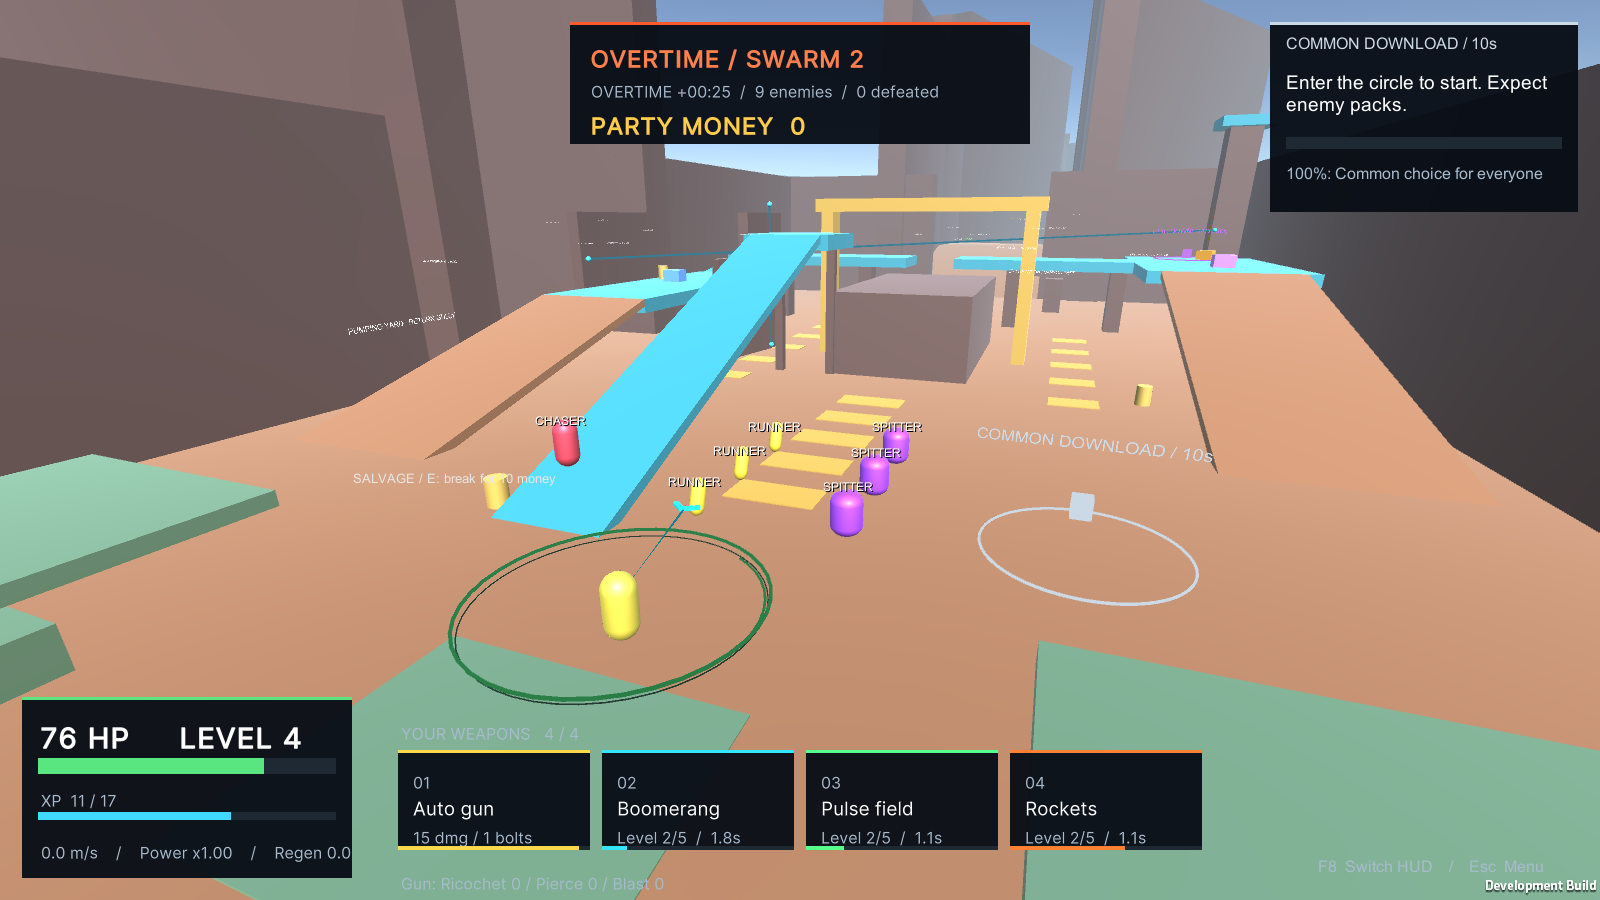 OVERTIME / SWARM 2
OVERTIME +00:25 / 9 enemies / 0 defeated
PARTY MONEY 0
COMMON DOWNLOAD / 10s
Enter the circle to start. Expect
enemy packs.
100%: Common choice for everyone
CHASER
RUNNER
SPITTER
RUNNER
SPITTER
RUNNER
SPITTER
COMMON DOWNLOAD / 10s
76 HP LEVEL 4
XP 11 / 17
0.0 m/s / Power x1.00 / Regen 0.0
YOUR WEAPONS 4 / 4
01
Auto gun
15 dmg / 1 bolts
02
Boomerang
Level 2/5 / 1.8s
03
Pulse field
Level 2/5 / 1.1s
04
Rockets
Level 2/5 / 1.1s
Gun: Ricochet 0 / Pierce 0 / Blast 0
SALVAGE / E: break money
F8 Switch HUD / Esc Menu
Development Build